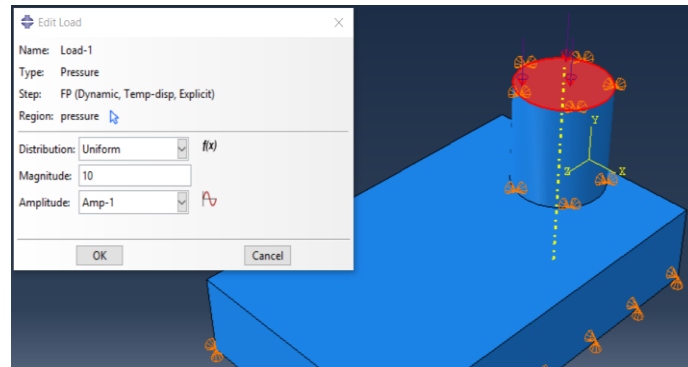 Edit Load
Name: Load-1
Type: Pressure
Step: FP (Dynamic, Temp-disp, Explicit)
Region: pressure
Distribution: Uniform f(x)
Magnitude: 10
Amplitude: Amp-1
OK Cancel
Y
Z X